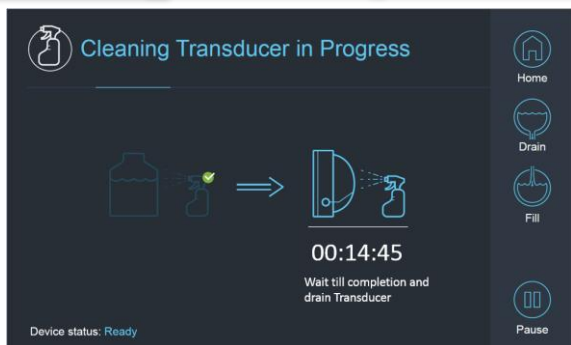 Cleaning Transducer in Progress
Home
Drain
Fill
00:14:45
Wait till completion and
drain Transducer
Device status: Ready
Pause